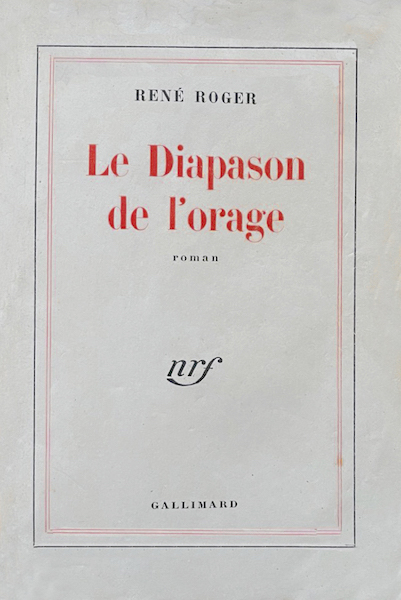 RENÉ ROGER
Le Diapason
de l'orage
roman
nrf
GALLIMARD